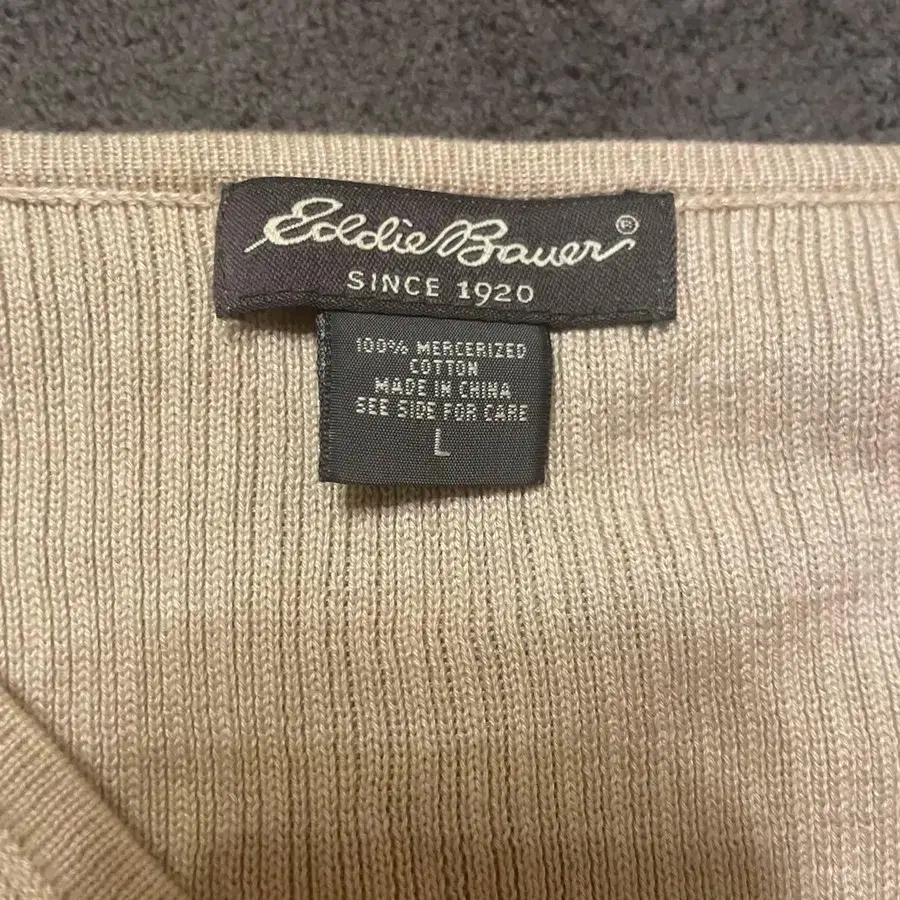 Eddie Bauer®
SINCE 1920
100% MERCERIZED
COTTON
MADE IN CHINA
SEE SIDE FOR CARE
L